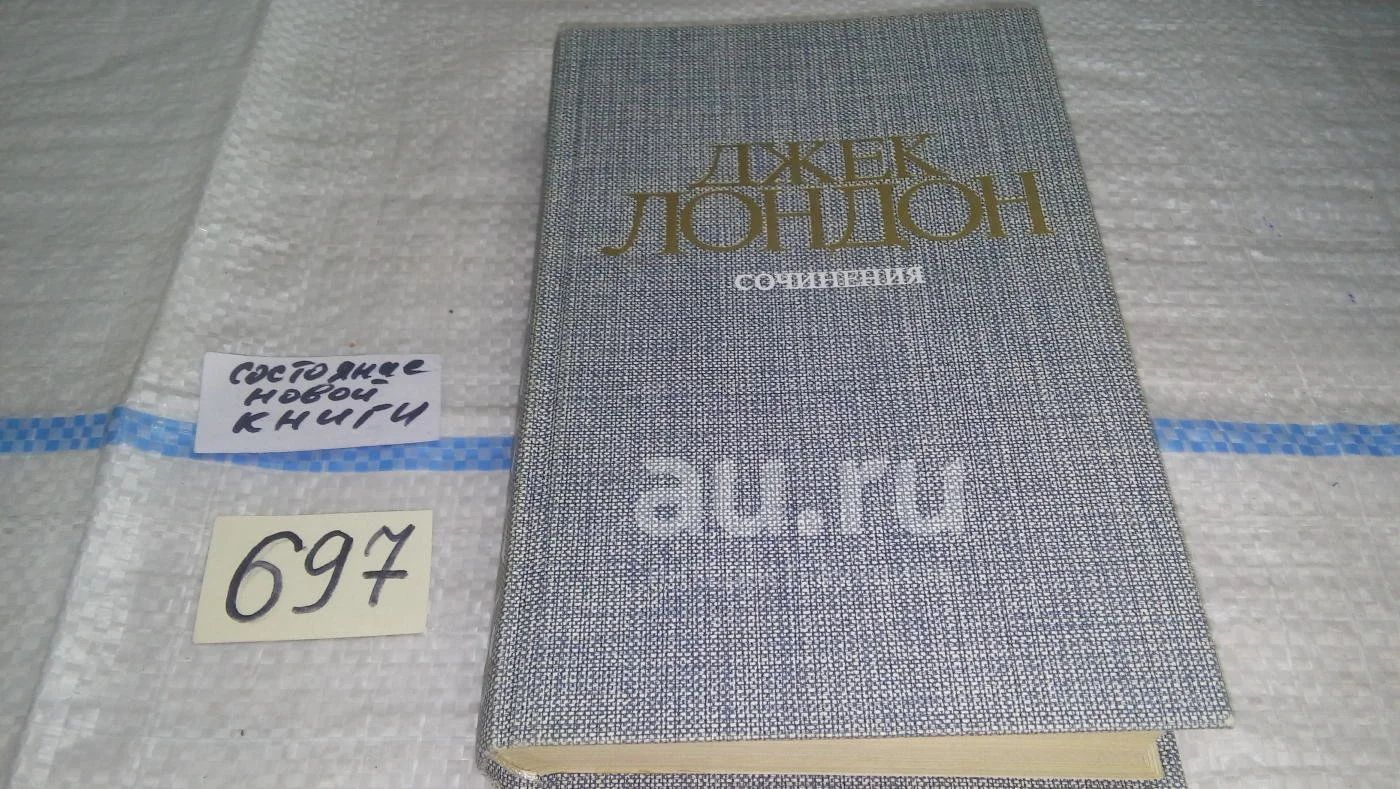 ДЖЕК
ЛОНДОН
СОЧИНЕНИЯ
состояние
новой
книги
697
au.ru